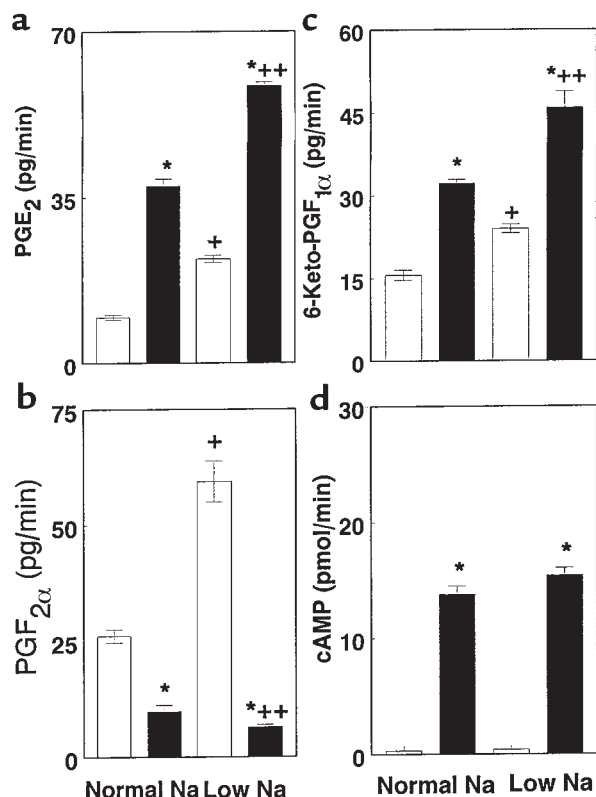 a
PGE2 (pg/min)
70
35
0
*
+
*++
c
6-Keto-PGF1α (pg/min)
60
45
30
15
0
*
+
*++
b
PGF2α (pg/min)
75
50
25
0
*
+
*++
Normal Na Low Na
d
cAMP (pmol/min)
30
20
10
0
*
*
Normal Na Low Na